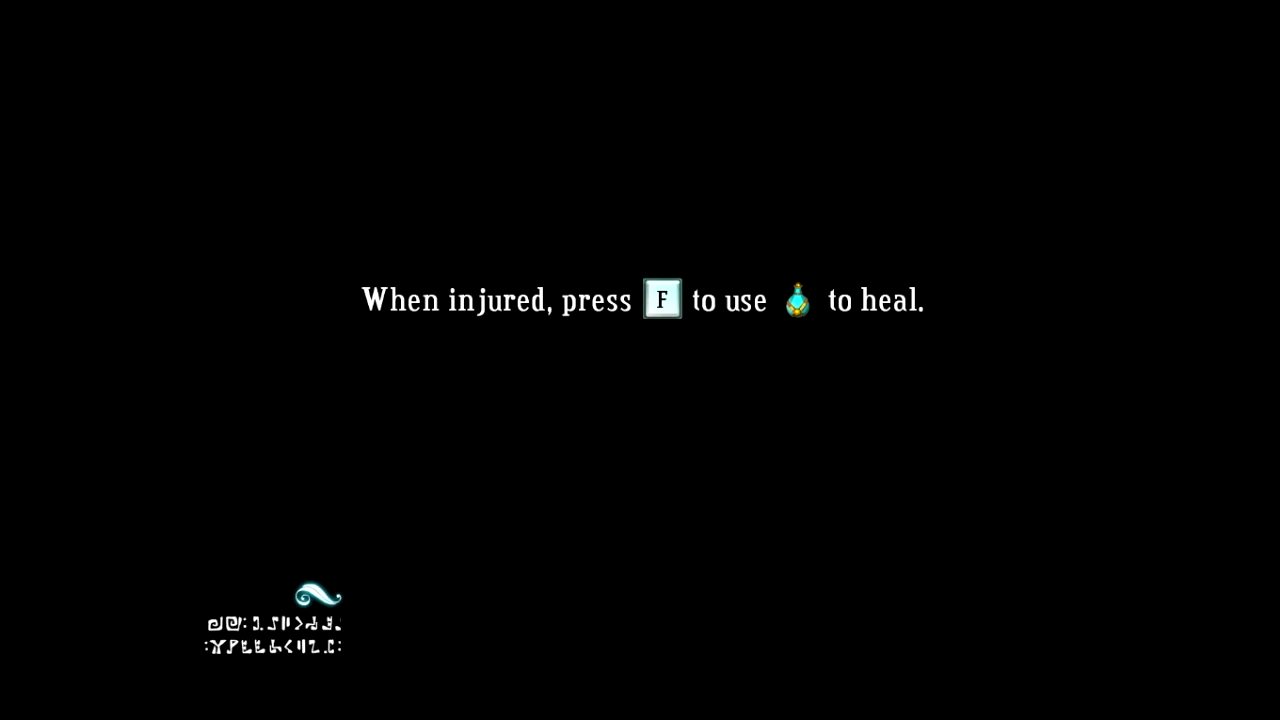 When injured, press F to use to heal.